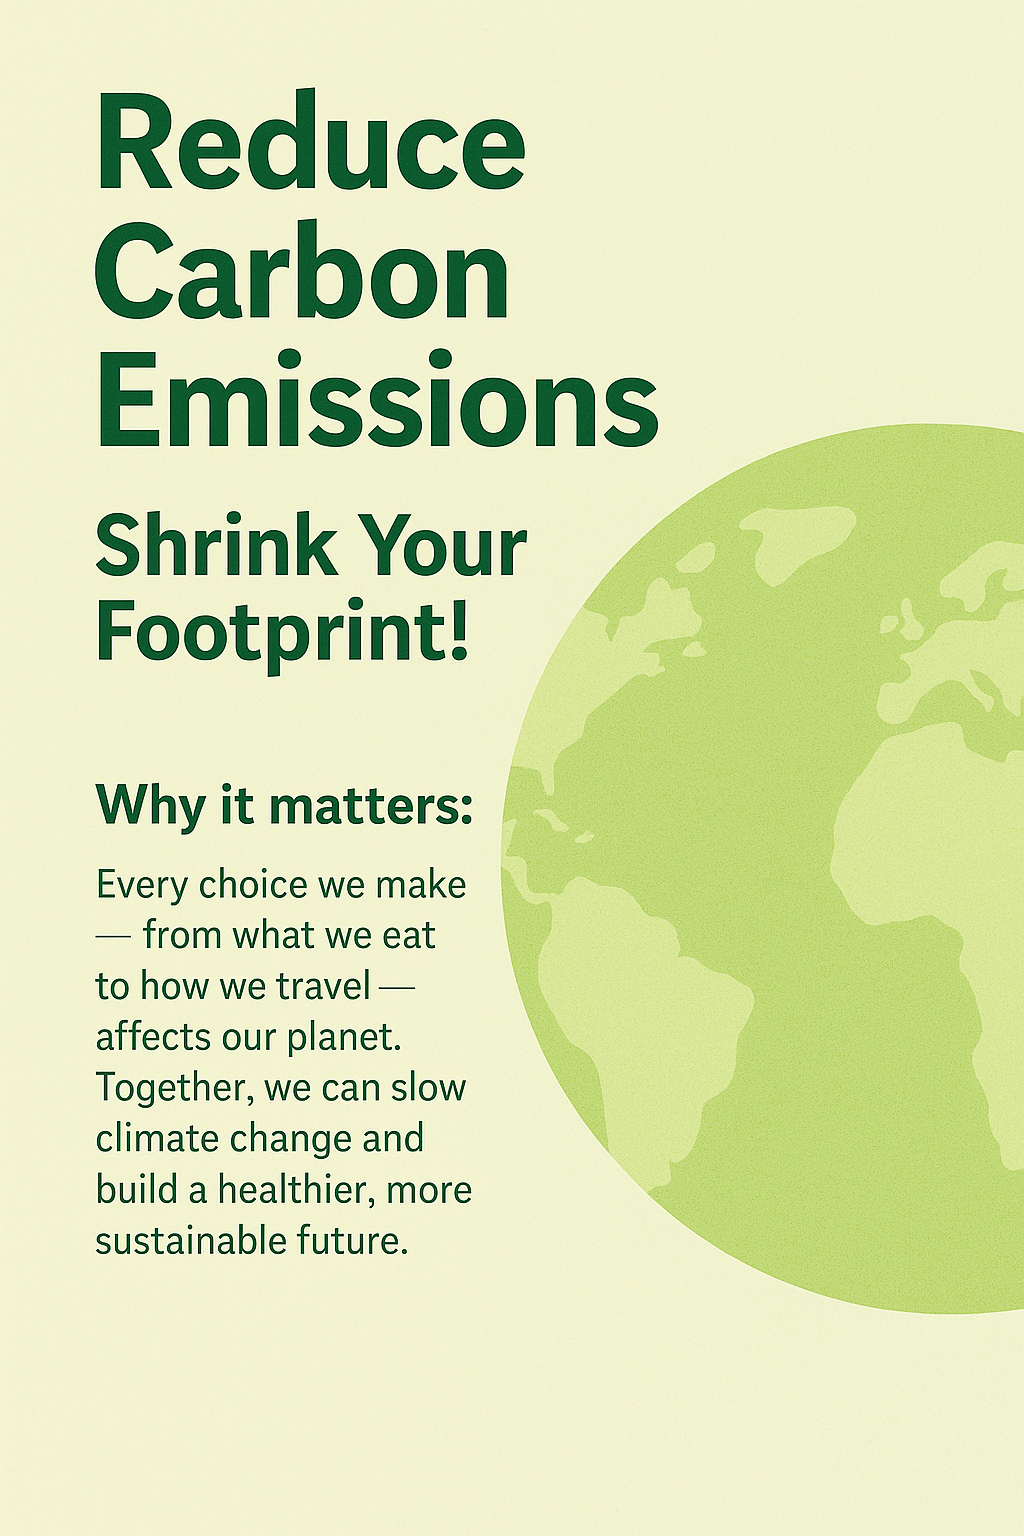 Reduce
Carbon
Emissions
Shrink Your
Footprint!
Why it matters:
Every choice we make
— from what we eat
to how we travel —
affects our planet.
Together, we can slow
climate change and
build a healthier, more
sustainable future.